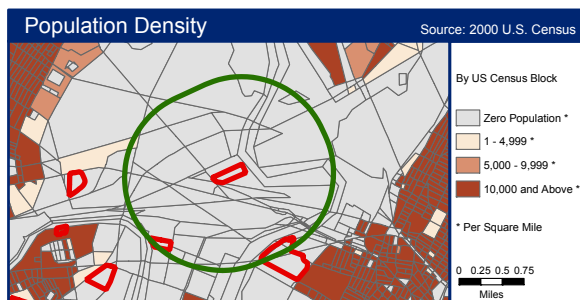 Population Density
Source: 2000 U.S. Census
By US Census Block
Zero Population *
1 - 4,999 *
5,000 - 9,999 *
10,000 and Above *
* Per Square Mile
0 0.25 0.5 0.75
Miles